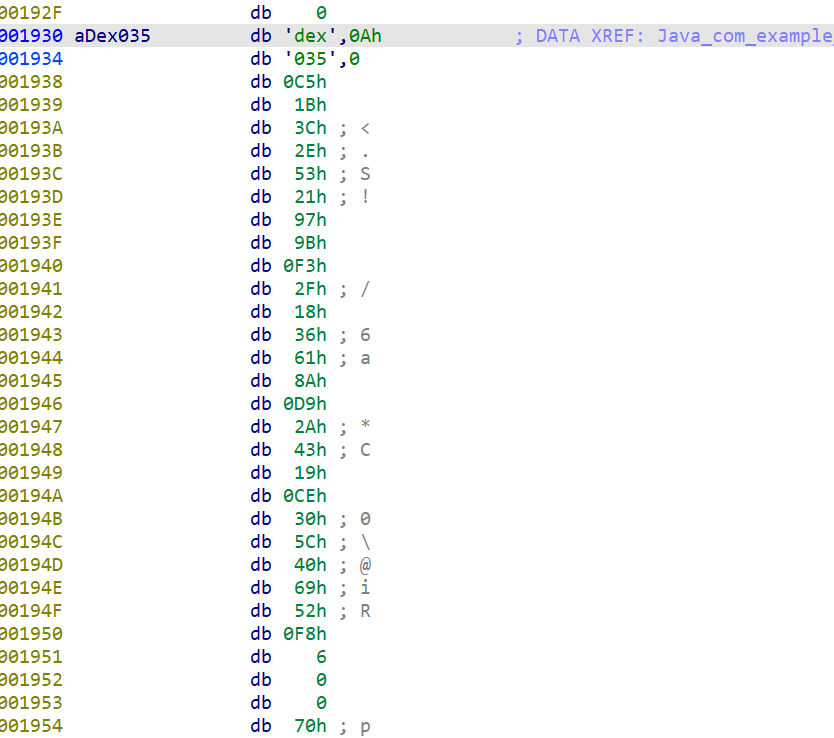 00192F db 0
001930 aDex035 db 'dex',0Ah ; DATA XREF: Java_com_example
001934 db '035',0
001938 db 0C5h
001939 db 1Bh
00193A db 3Ch ; <
00193B db 2Eh ; .
00193C db 53h ; S
00193D db 21h ; !
00193E db 97h
00193F db 9Bh
001940 db 0F3h
001941 db 2Fh ; /
001942 db 18h
001943 db 36h ; 6
001944 db 61h ; a
001945 db 8Ah
001946 db 0D9h
001947 db 2Ah ; *
001948 db 43h ; C
001949 db 19h
00194A db 0CEh
00194B db 30h ; 0
00194C db 5Ch ; \
00194D db 40h ; @
00194E db 69h ; i
00194F db 52h ; R
001950 db 0F8h
001951 db 6
001952 db 0
001953 db 0
001954 db 70h ; p